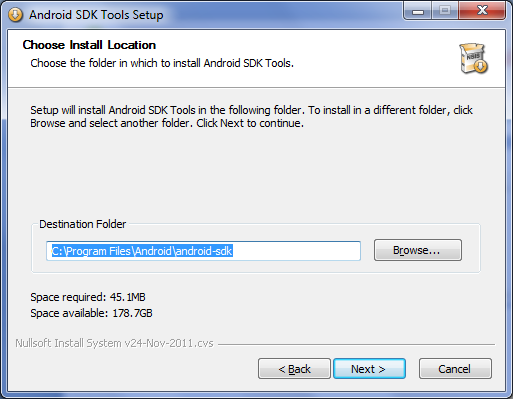 Android SDK Tools Setup
Choose Install Location
Choose the folder in which to install Android SDK Tools.
NSIS
Setup will install Android SDK Tools in the following folder. To install in a different folder, click
Browse and select another folder. Click Next to continue.
Destination Folder
C:\Program Files\Android\android-sdk
Browse...
Space required: 45.1MB
Space available: 178.7GB
Nullsoft Install System v24-Nov-2011.cvs
< Back
Next >
Cancel